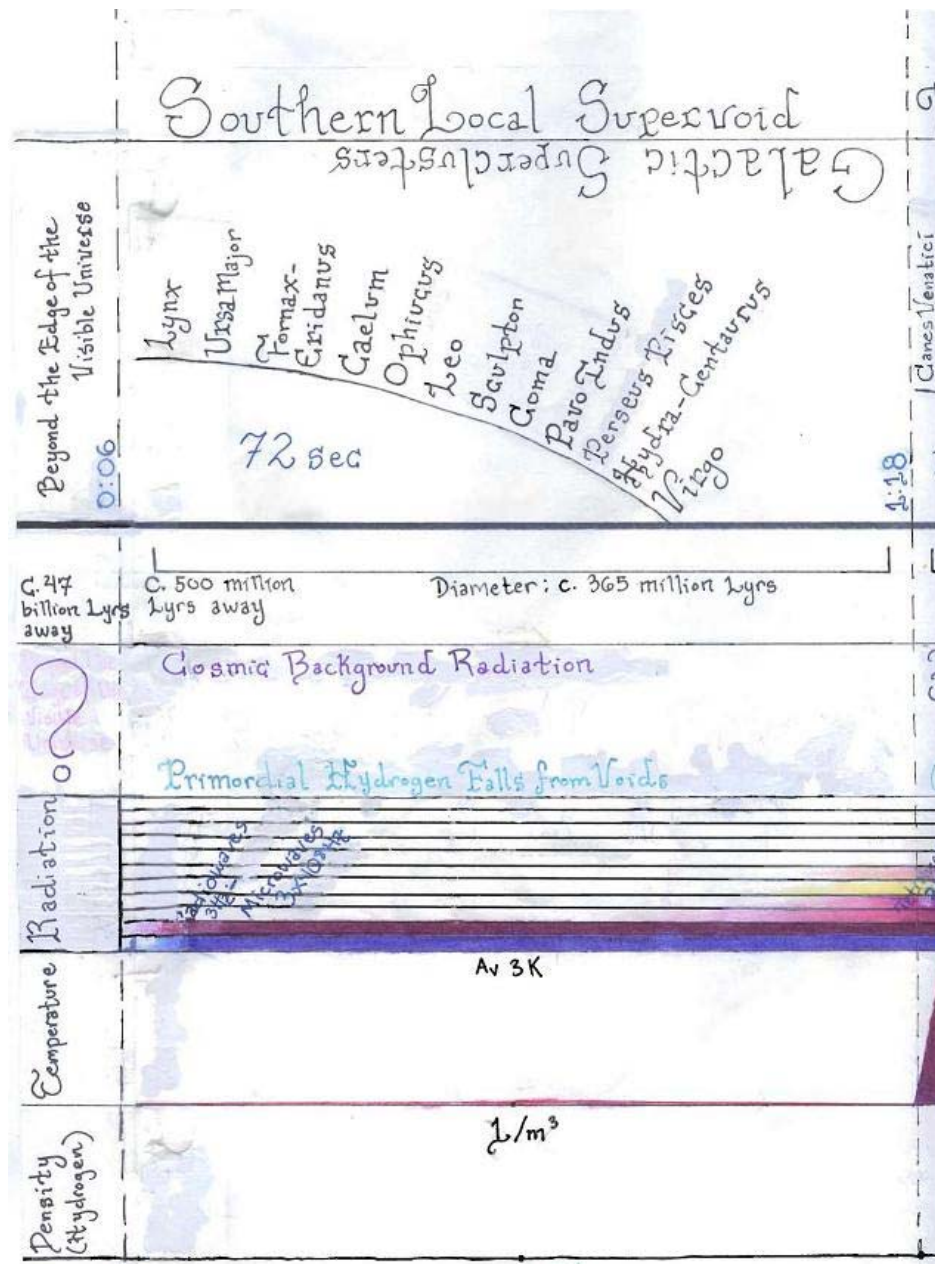 Southern Local Supervoid
Galactic Superclusters
Beyond the Edge of the
Visible Universe
0:06
Lynx
Ursa Major
Fornax-
Eridanus
Caelum
Ophiucus
Leo
Sculptor
Coma
Pavo Indus
Perseus Pisces
Hydra-Centaurus
Virgo
72 sec
1:18
Canes Venatici
C. 47
billion Lyrs
away
C. 500 million
Lyrs away
Diameter: c. 365 million Lyrs
?
Cosmic Background Radiation
Primordial Hydrogen Falls from Voids
Radiation
Radiowaves
3Hz-
Microwaves
Av 3K
Temperature
1/m³
Density
(Hydrogen)